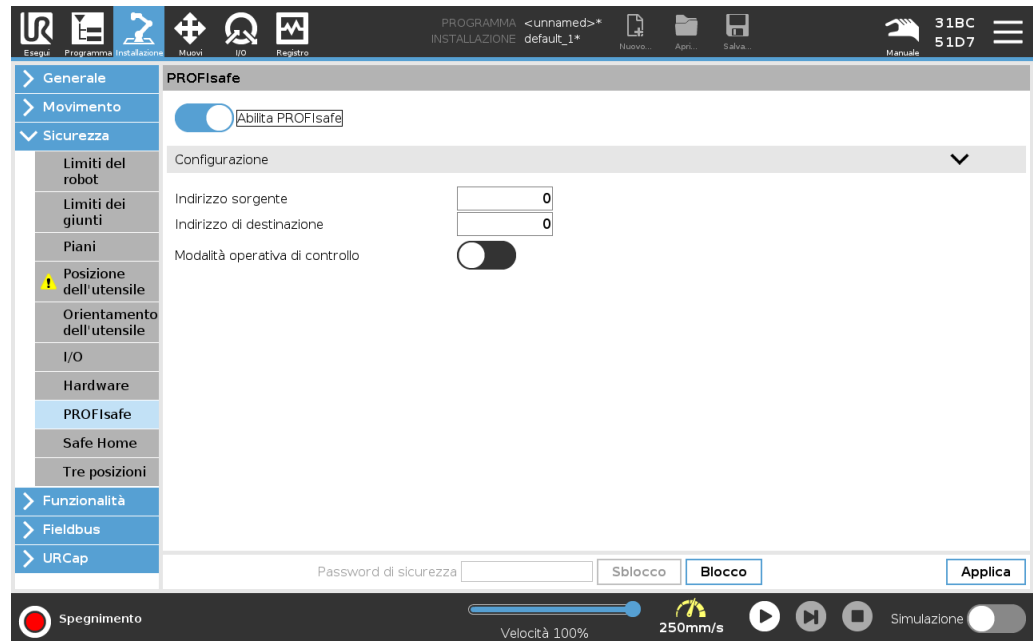 PROGRAMMA <unnamed>*
INSTALLAZIONE default_1*
Esegui Programma Installazione Muovi I/O Registro Nuovo... Apri... Salva... Manuale
31BC
51D7
Generale
Movimento
Sicurezza
Limiti del
robot
Limiti dei
giunti
Piani
Posizione
dell'utensile
Orientamento
dell'utensile
I/O
Hardware
PROFIsafe
Safe Home
Tre posizioni
Funzionalità
Fieldbus
URCap
PROFIsafe
Abilita PROFIsafe
Configurazione
Indirizzo sorgente 0
Indirizzo di destinazione 0
Modalità operativa di controllo
Password di sicurezza Sblocco Blocco Applica
Spegnimento
Velocità 100%
250mm/s
Simulazione